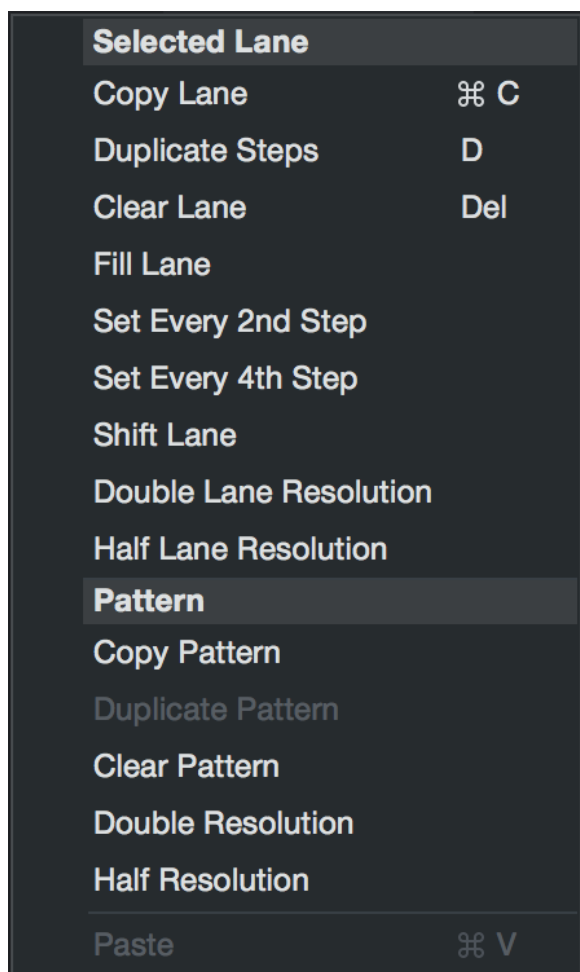 Selected Lane
Copy Lane ⌘ C
Duplicate Steps D
Clear Lane Del
Fill Lane
Set Every 2nd Step
Set Every 4th Step
Shift Lane
Double Lane Resolution
Half Lane Resolution
Pattern
Copy Pattern
Duplicate Pattern
Clear Pattern
Double Resolution
Half Resolution
Paste ⌘ V